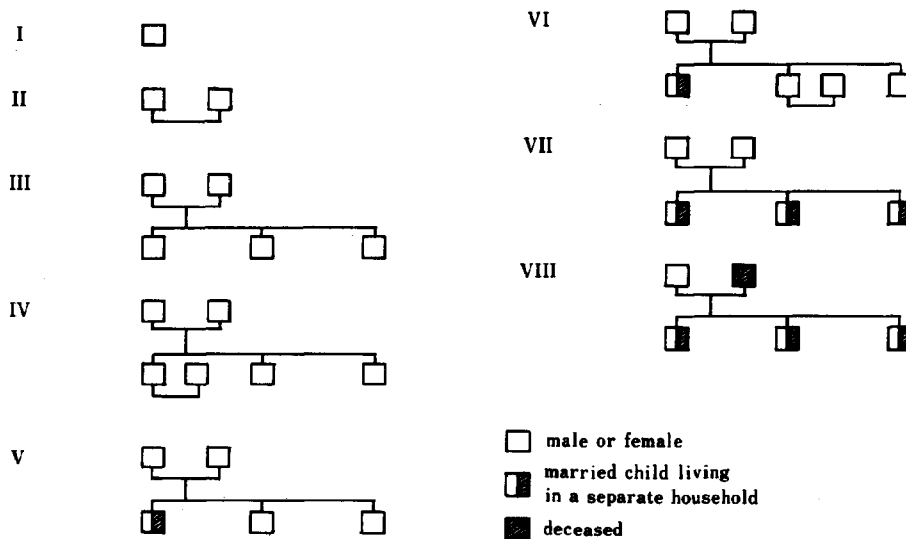 I
II
III
IV
V
VI
VII
VIII
male or female
married child living
in a separate household
deceased